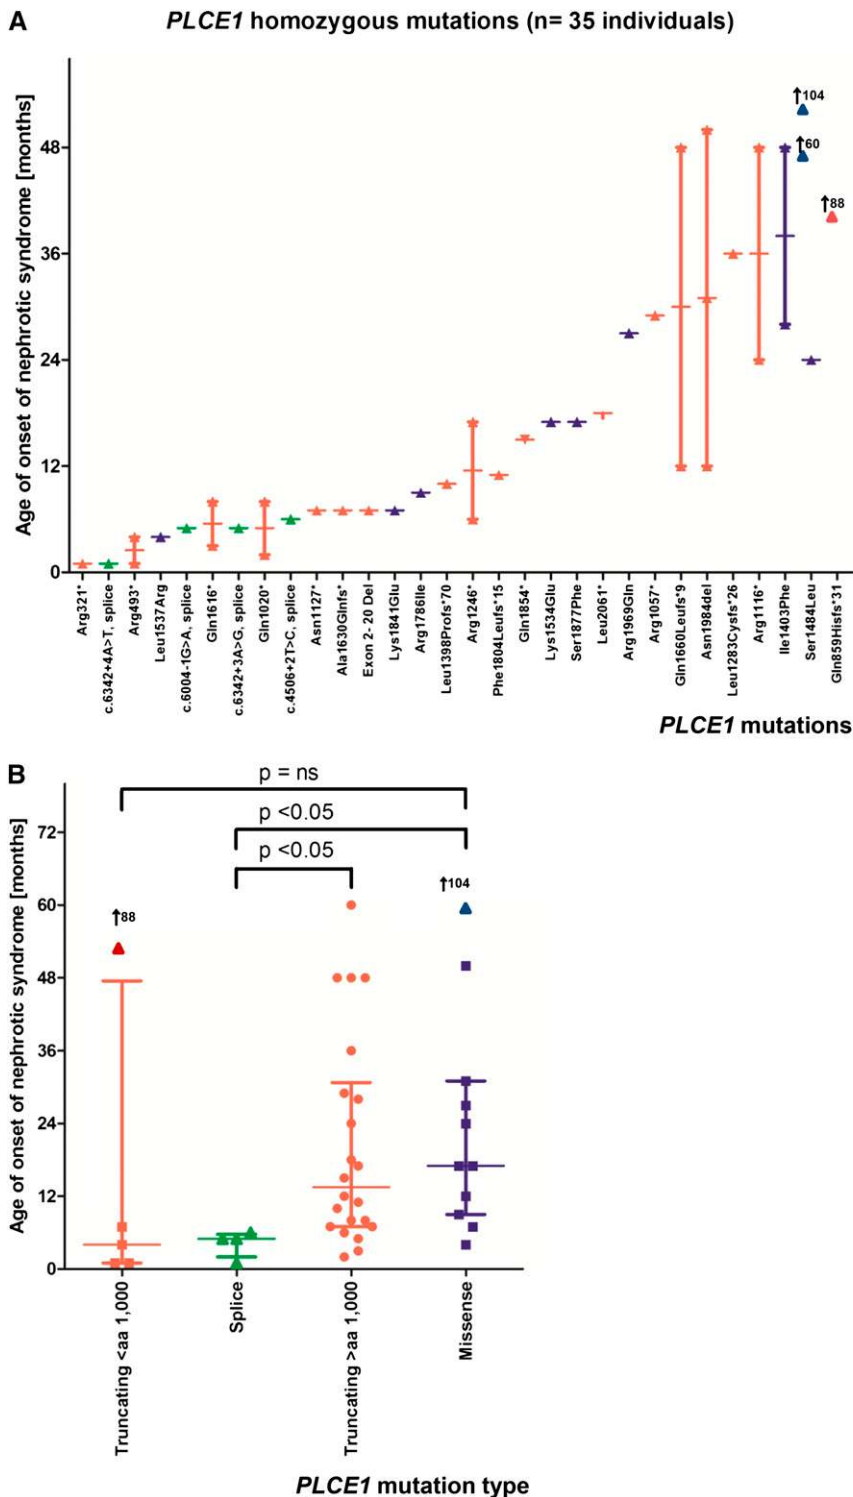 A
PLCE1 homozygous mutations (n= 35 individuals)
Age of onset of nephrotic syndrome [months]
48
36
24
12
0
↑104
↑60
↑88
Arg321*
c.6342+4A>T, splice
Arg493*
Leu1537Arg
c.6004-1G>A, splice
Gln1616*
c.6342+3A>G, splice
Gln1020*
c.4506+2T>C, splice
Asn1127*
Ala1630Glnfs*
Exon 2- 20 Del
Lys1841Glu
Arg1786Ile
Leu1398Profs*70
Arg1246*
Phe1804Leufs*15
Gln1854*
Lys1534Glu
Ser1877Phe
Leu2061*
Arg1969Gln
Arg1057*
Gln1660Leufs*9
Asn1984del
Leu1283Cysfs*26
Arg1116*
Ile1403Phe
Ser1484Leu
Gln859Hisfs*31
PLCE1 mutations
B
p = ns
p <0.05
p <0.05
Age of onset of nephrotic syndrome [months]
72
60
48
36
24
12
0
↑88
↑104
Truncating <aa 1,000
Splice
Truncating >aa 1,000
Missense
PLCE1 mutation type